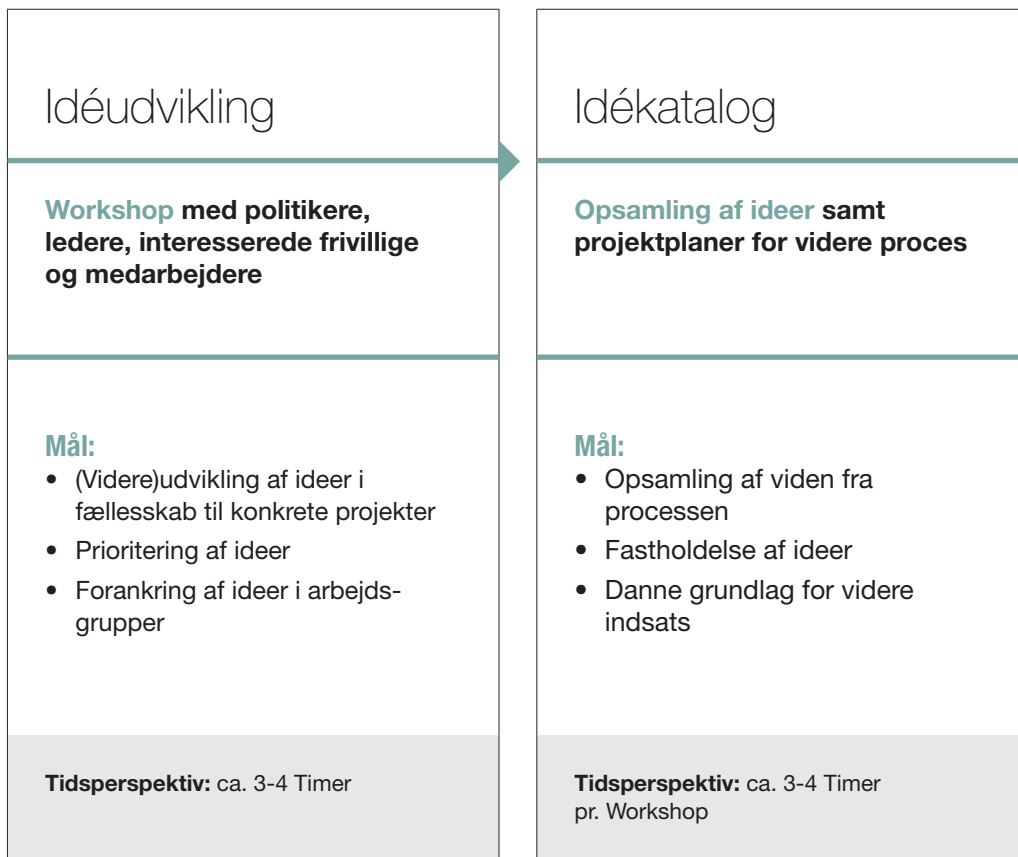 Idéudvikling
Workshop med politikere,
ledere, interesserede frivillige
og medarbejdere
Mål:
• (Videre)udvikling af ideer i
fællesskab til konkrete projekter
• Prioritering af ideer
• Forankring af ideer i arbejds-
grupper
Tidsperspektiv: ca. 3-4 Timer
Idékatalog
Opsamling af ideer samt
projektplaner for videre proces
Mål:
• Opsamling af viden fra
processen
• Fastholdelse af ideer
• Danne grundlag for videre
indsats
Tidsperspektiv: ca. 3-4 Timer
pr. Workshop